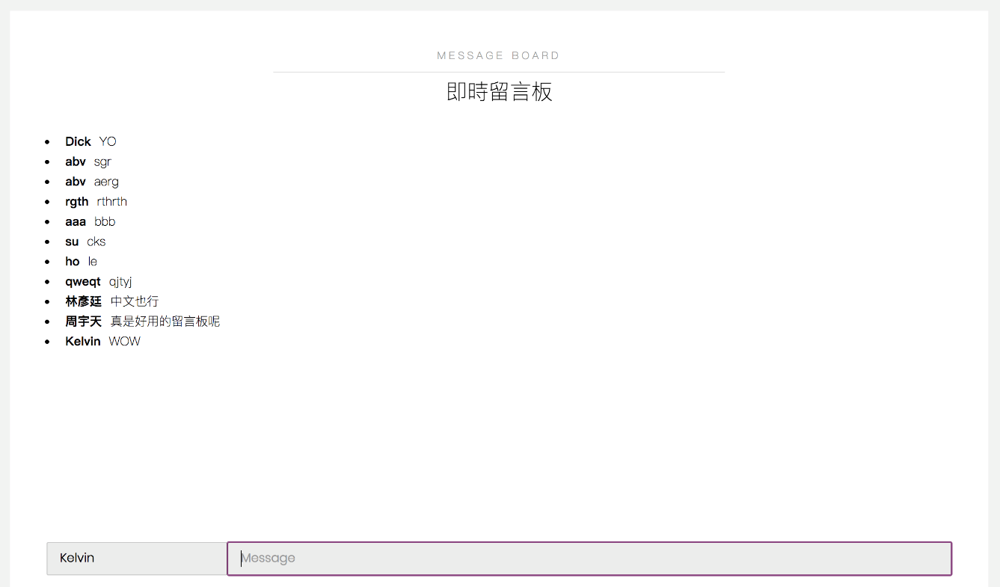 MESSAGE BOARD
即時留言板
Dick YO
abv sgr
abv aerg
rgth rthrth
aaa bbb
su cks
ho le
qweqt qjtyj
林彥廷 中文也行
周宇天 真是好用的留言板呢
Kelvin WOW
Kelvin Message